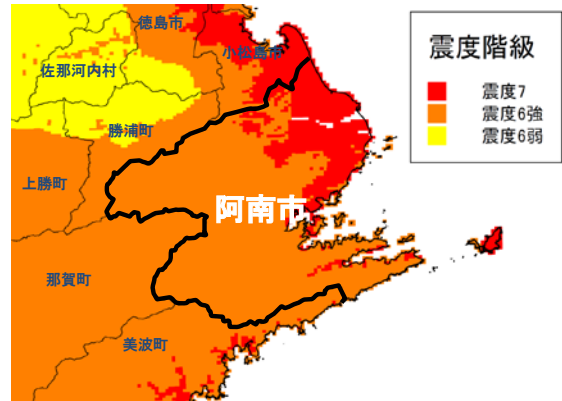 徳島市
小松島市
佐那河内村
勝浦町
上勝町
阿南市
那賀町
美波町
震度階級
震度7
震度6強
震度6弱